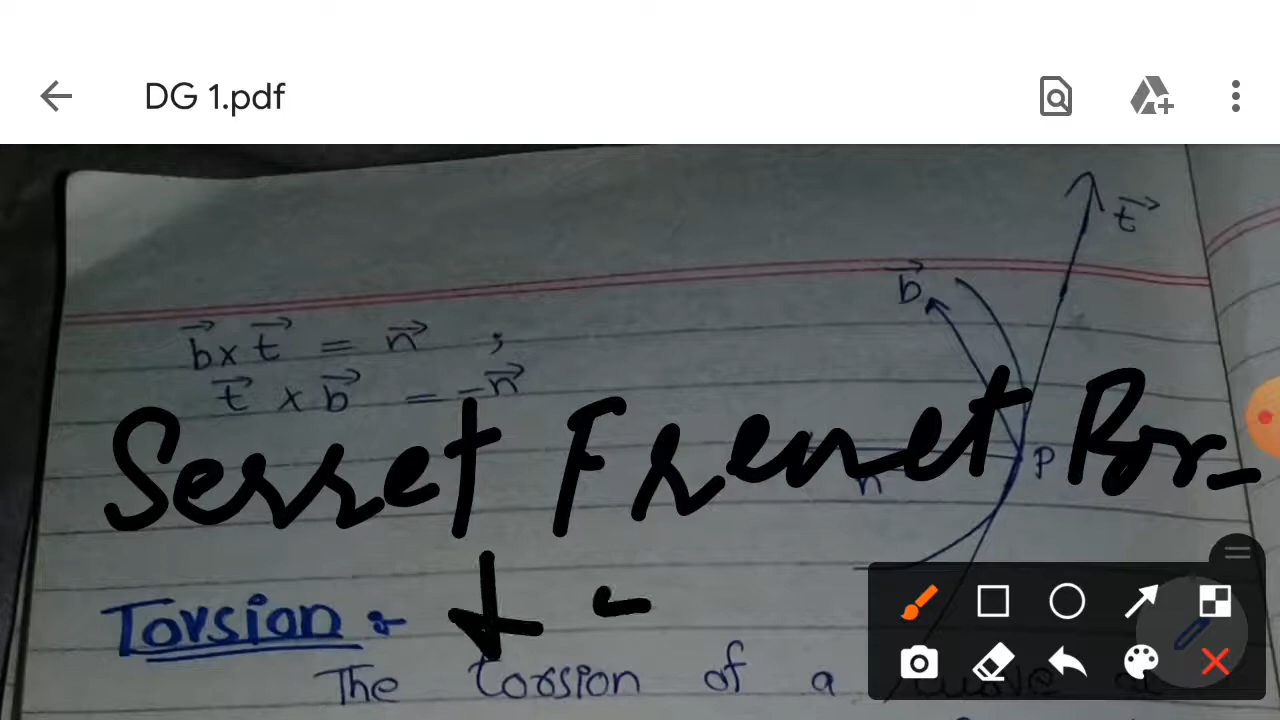 DG 1.pdf
t⃗
b⃗
b⃗ x t⃗ = n⃗ ;
t⃗ x b⃗ = -n⃗
Serret Frenet For-
n
P
Torsion :-
The torsion of a